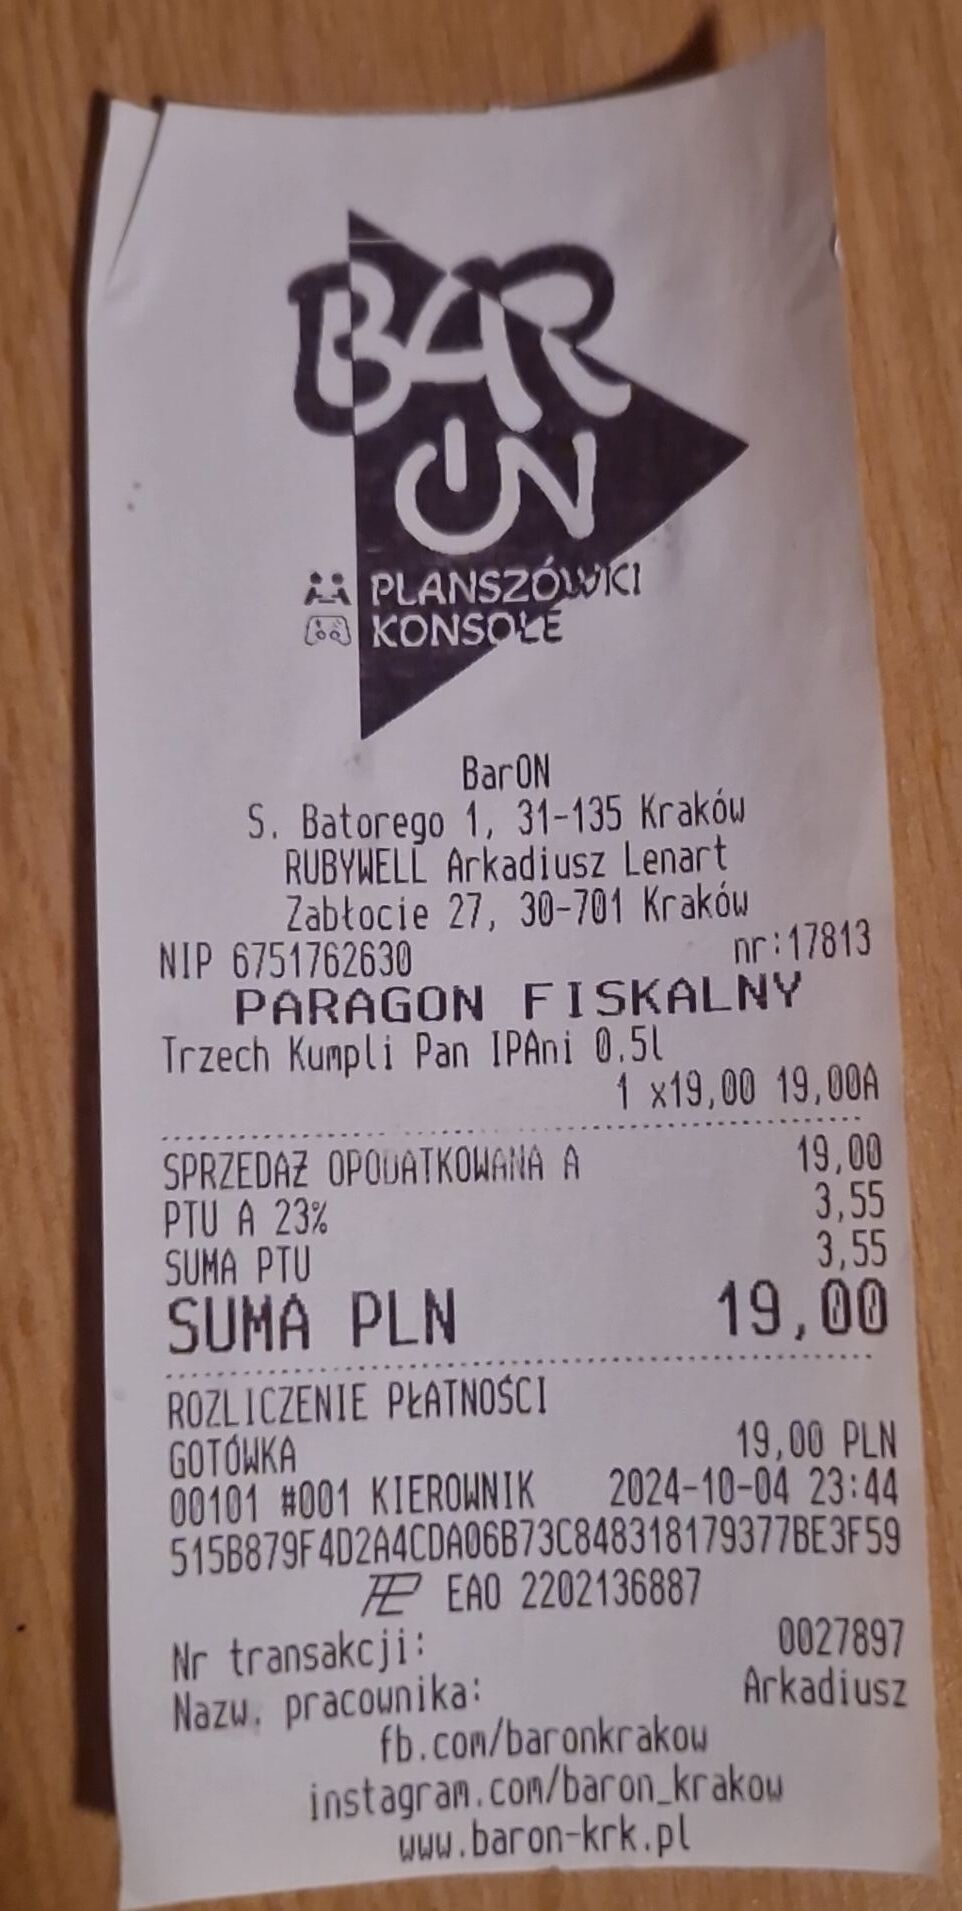 BAR
ON
PLANSZÓWKI
KONSOLE
BarON
S. Batorego 1, 31-135 Kraków
RUBYWELL Arkadiusz Lenart
Zabłocie 27, 30-701 Kraków
NIP 6751762630 nr:17813
PARAGON FISKALNY
Trzech Kumpli Pan IPAni 0.5l
1 x19,00 19,00A
SPRZEDAŻ OPODATKOWANA A 19,00
PTU A 23% 3,55
SUMA PTU 3,55
SUMA PLN 19,00
ROZLICZENIE PŁATNOŚCI
GOTÓWKA 19,00 PLN
00101 #001 KIEROWNIK 2024-10-04 23:44
515B879F4D2A4CDA06B73C848318179377BE3F59
EAO 2202136887
Nr transakcji: 0027897
Nazw. pracownika: Arkadiusz
fb.com/baronkrakow
instagram.com/baron_krakow
www.baron-krk.pl